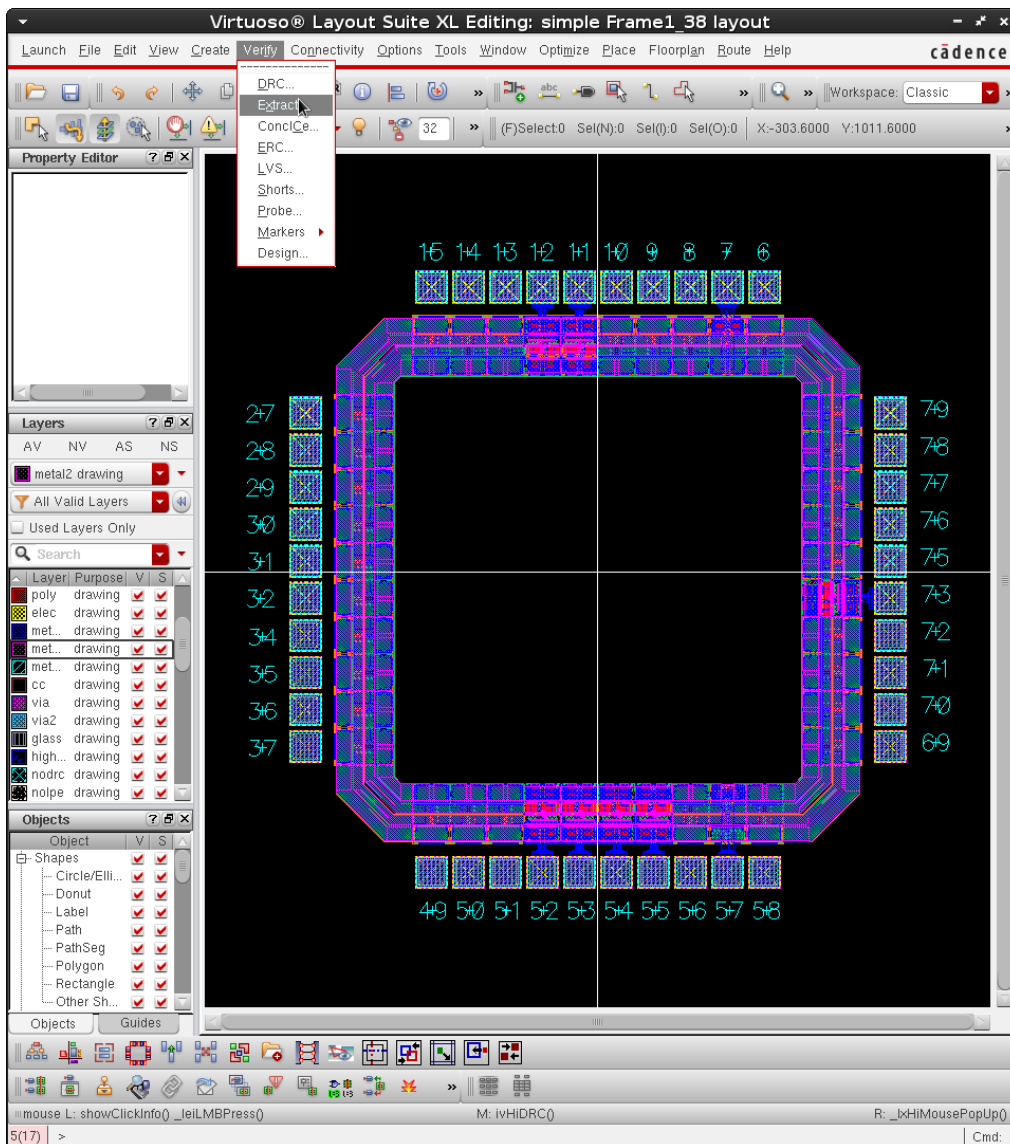 Virtuoso® Layout Suite XL Editing: simple Frame1_38 layout
Launch File Edit View Create Verify Connectivity Options Tools Window Optimize Place Floorplan Route Help cādence
DRC...
Extract
ConclCe...
ERC...
LVS...
Shorts...
Probe...
Markers
Design...
» » » Workspace: Classic
32 » (F)Select:0 Sel(N):0 Sel(I):0 Sel(O):0 X:-303.6000 Y:1011.6000
Property Editor
Layers
AV NV AS NS
metal2 drawing
All Valid Layers
Used Layers Only
Search
Layer Purpose V S
poly drawing
elec drawing
met... drawing
met... drawing
met... drawing
cc drawing
via drawing
via2 drawing
glass drawing
high... drawing
nodrc drawing
nolpe drawing
Objects
Object V S
Shapes
Circle/Elli...
Donut
Label
Path
PathSeg
Polygon
Rectangle
Other Sh...
Objects Guides
15 14 13 12 11 10 9 8 7 6
27
28
29
30
31
32
34
35
36
37
79
78
77
76
75
73
72
71
70
69
49 50 51 52 53 54 55 56 57 58
»
mouse L: showClickInfo() _leiLMBPress() M: ivHiDRC() R: _lxHiMousePopUp()
5(17) > Cmd: